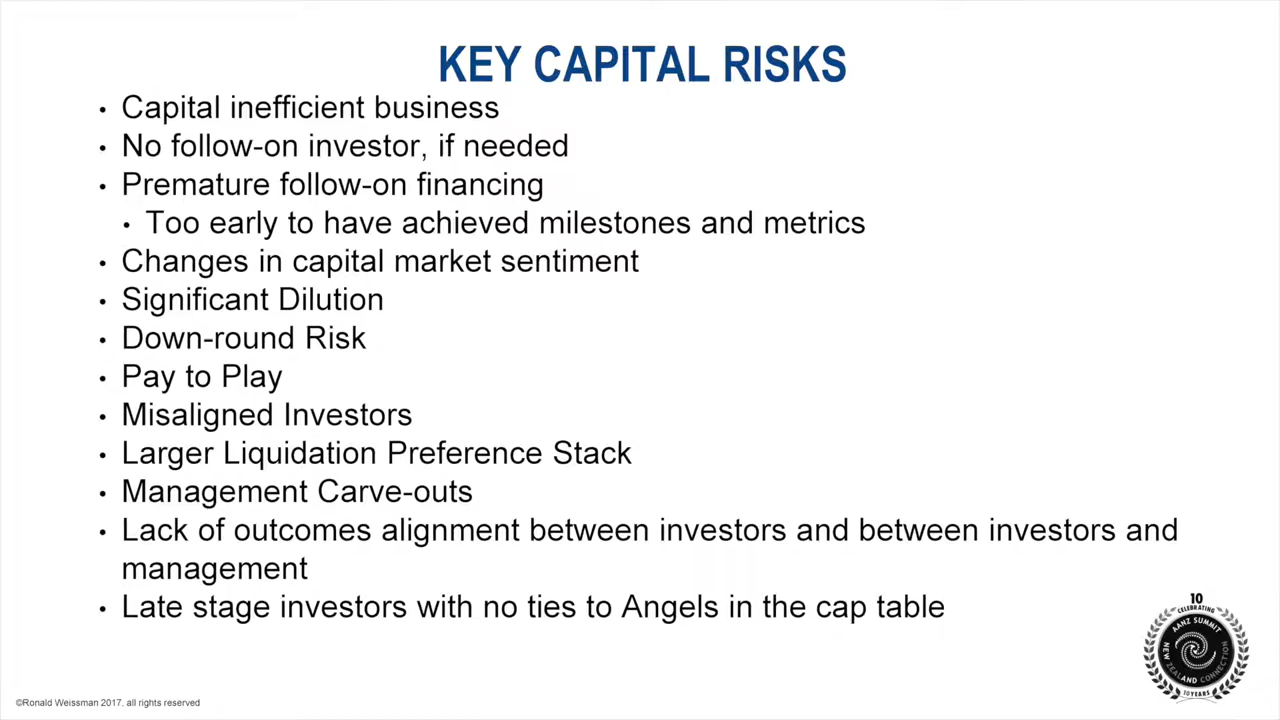 KEY CAPITAL RISKS
• Capital inefficient business
• No follow-on investor, if needed
• Premature follow-on financing
• Too early to have achieved milestones and metrics
• Changes in capital market sentiment
• Significant Dilution
• Down-round Risk
• Pay to Play
• Misaligned Investors
• Larger Liquidation Preference Stack
• Management Carve-outs
• Lack of outcomes alignment between investors and between investors and
management
• Late stage investors with no ties to Angels in the cap table
10
CELEBRATING
AANZ SUMMIT
NEW ZEALAND CONNECTION
10 YEARS
©Ronald Weissman 2017, all rights reserved